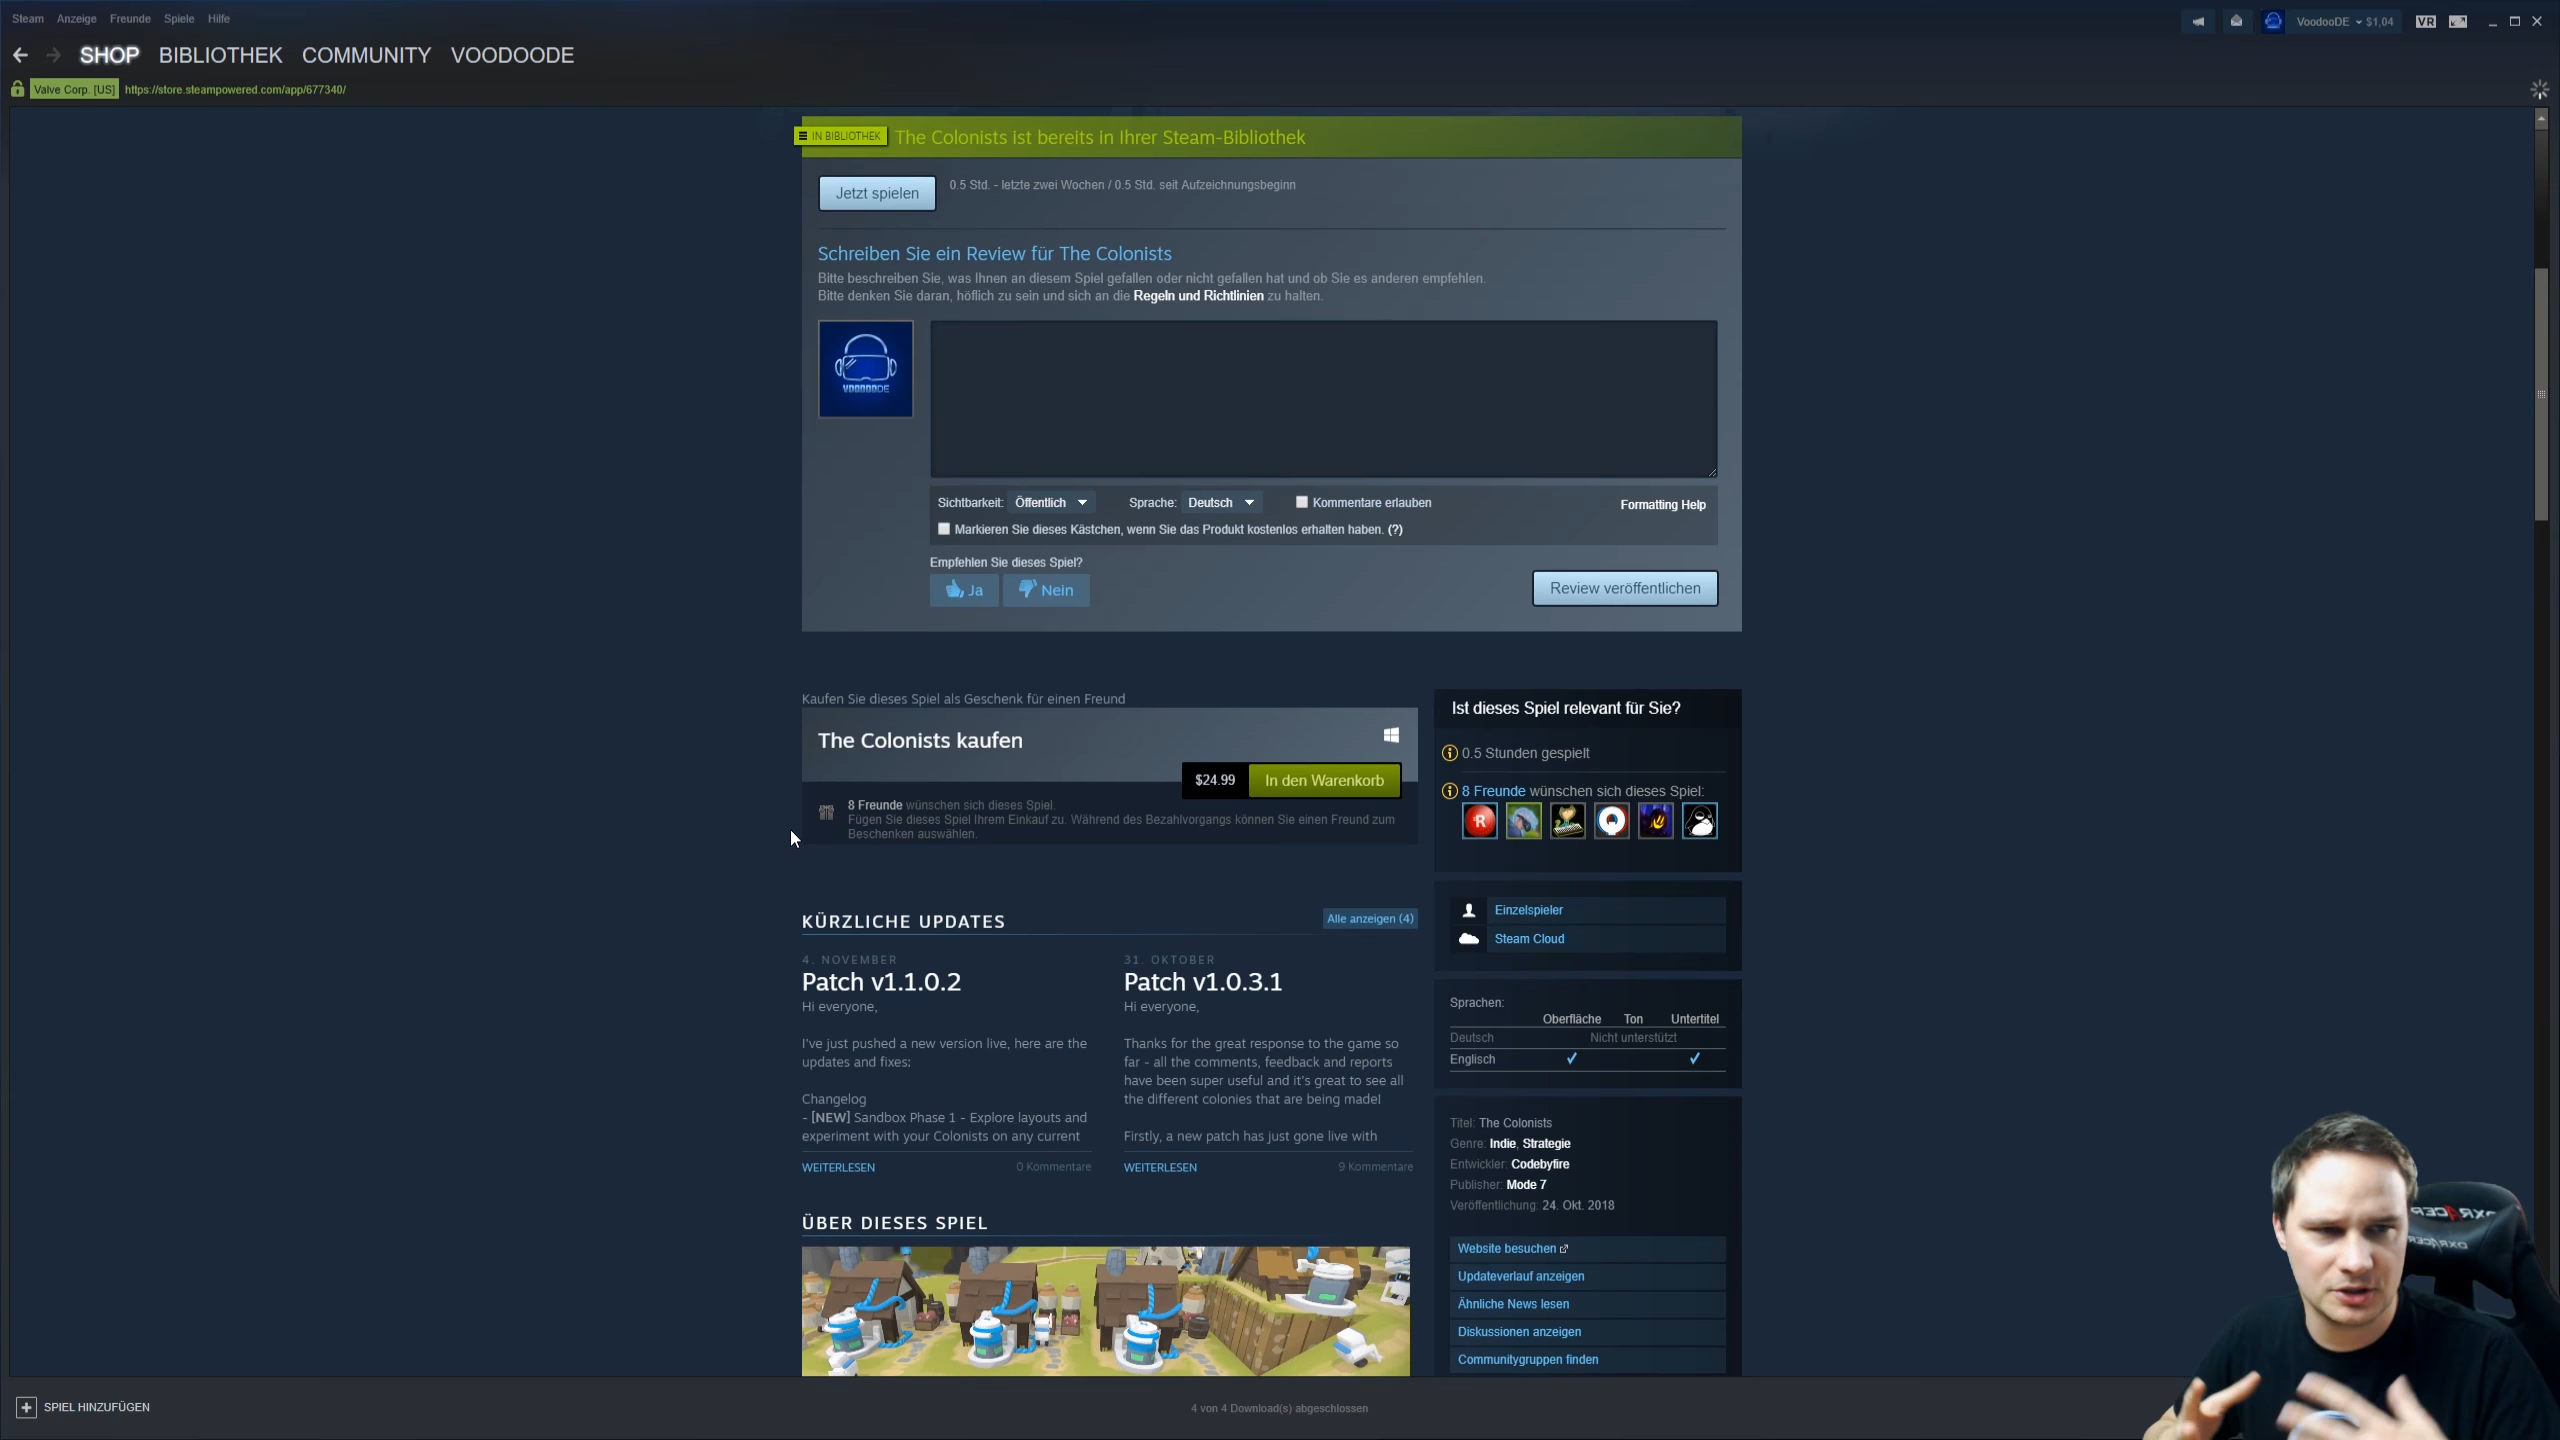 Steam Anzeige Freunde Spiele Hilfe
VoodooDE $1,04
VR
SHOP BIBLIOTHEK COMMUNITY VOODOODE
Valve Corp. [US] https://store.steampowered.com/app/677340/
IN BIBLIOTHEK The Colonists ist bereits in Ihrer Steam-Bibliothek
Jetzt spielen 0.5 Std. - letzte zwei Wochen / 0.5 Std. seit Aufzeichnungsbeginn
Schreiben Sie ein Review für The Colonists
Bitte beschreiben Sie, was Ihnen an diesem Spiel gefallen oder nicht gefallen hat und ob Sie es anderen empfehlen.
Bitte denken Sie daran, höflich zu sein und sich an die Regeln und Richtlinien zu halten.
VOODOODE
Sichtbarkeit: Öffentlich Sprache: Deutsch Kommentare erlauben Formatting Help
Markieren Sie dieses Kästchen, wenn Sie das Produkt kostenlos erhalten haben. (?)
Empfehlen Sie dieses Spiel?
Ja Nein Review veröffentlichen
Kaufen Sie dieses Spiel als Geschenk für einen Freund
The Colonists kaufen
$24.99 In den Warenkorb
8 Freunde wünschen sich dieses Spiel.
Fügen Sie dieses Spiel Ihrem Einkauf zu. Während des Bezahlvorgangs können Sie einen Freund zum
Beschenken auswählen.
Ist dieses Spiel relevant für Sie?
0.5 Stunden gespielt
8 Freunde wünschen sich dieses Spiel:
R
KÜRZLICHE UPDATES Alle anzeigen (4)
4. NOVEMBER
Patch v1.1.0.2
Hi everyone,
I've just pushed a new version live, here are the
updates and fixes:
Changelog
- [NEW] Sandbox Phase 1 - Explore layouts and
experiment with your Colonists on any current
WEITERLESEN 0 Kommentare
31. OKTOBER
Patch v1.0.3.1
Hi everyone,
Thanks for the great response to the game so
far - all the comments, feedback and reports
have been super useful and it's great to see all
the different colonies that are being made!
Firstly, a new patch has just gone live with
WEITERLESEN 9 Kommentare
Einzelspieler
Steam Cloud
Sprachen:
Oberfläche Ton Untertitel
Deutsch Nicht unterstützt
Englisch ✓ ✓
Titel: The Colonists
Genre: Indie, Strategie
Entwickler: Codebyfire
Publisher: Mode 7
Veröffentlichung: 24. Okt. 2018
Website besuchen
Updateverlauf anzeigen
Ähnliche News lesen
Diskussionen anzeigen
Communitygruppen finden
ÜBER DIESES SPIEL
SPIEL HINZUFÜGEN
4 von 4 Download(s) abgeschlossen